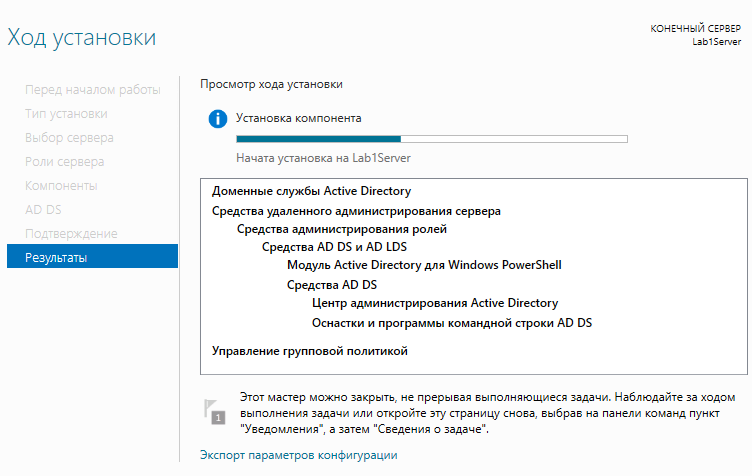 Ход установки
КОНЕЧНЫЙ СЕРВЕР
Lab1Server
Перед началом работы
Тип установки
Выбор сервера
Роли сервера
Компоненты
AD DS
Подтверждение
Результаты
Просмотр хода установки
Установка компонента
Начата установка на Lab1Server
Доменные службы Active Directory
Средства удаленного администрирования сервера
Средства администрирования ролей
Средства AD DS и AD LDS
Модуль Active Directory для Windows PowerShell
Средства AD DS
Центр администрирования Active Directory
Оснастки и программы командной строки AD DS
Управление групповой политикой
1
Этот мастер можно закрыть, не прерывая выполняющиеся задачи. Наблюдайте за ходом
выполнения задачи или откройте эту страницу снова, выбрав на панели команд пункт
"Уведомления", а затем "Сведения о задаче".
Экспорт параметров конфигурации